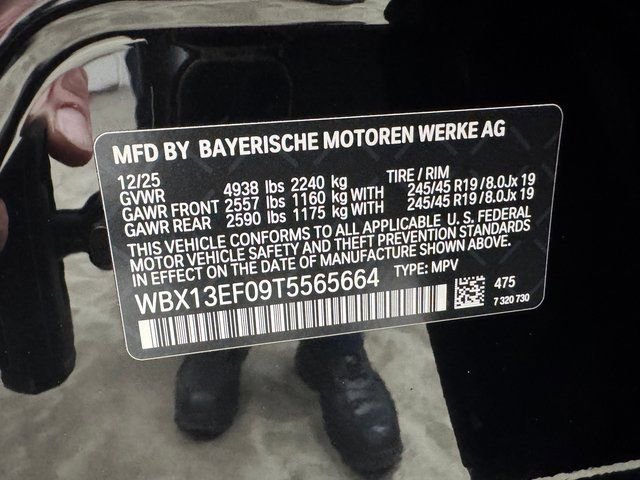 MFD BY BAYERISCHE MOTOREN WERKE AG
12/25 TIRE / RIM
GVWR 4938 lbs 2240 kg
GAWR FRONT 2557 lbs 1160 kg WITH 245/45 R19 / 8.0Jx 19
GAWR REAR 2590 lbs 1175 kg WITH 245/45 R19 / 8.0Jx 19
THIS VEHICLE CONFORMS TO ALL APPLICABLE U. S. FEDERAL
MOTOR VEHICLE SAFETY AND THEFT PREVENTION STANDARDS
IN EFFECT ON THE DATE OF MANUFACTURE SHOWN ABOVE.
WBX13EF09T5565664 TYPE: MPV
475
7 320 730